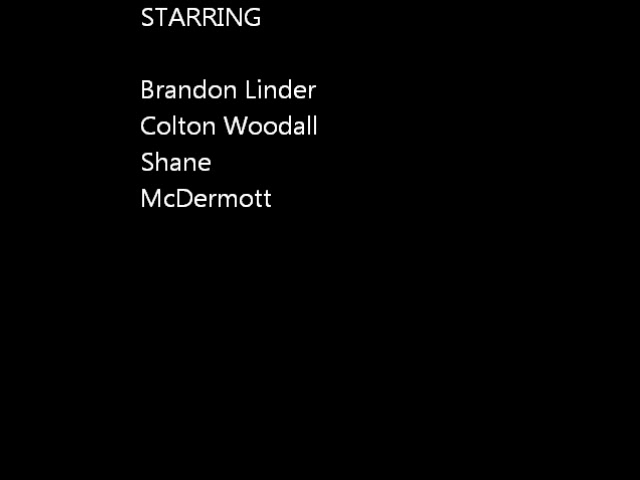 STARRING
Brandon Linder
Colton Woodall
Shane
McDermott